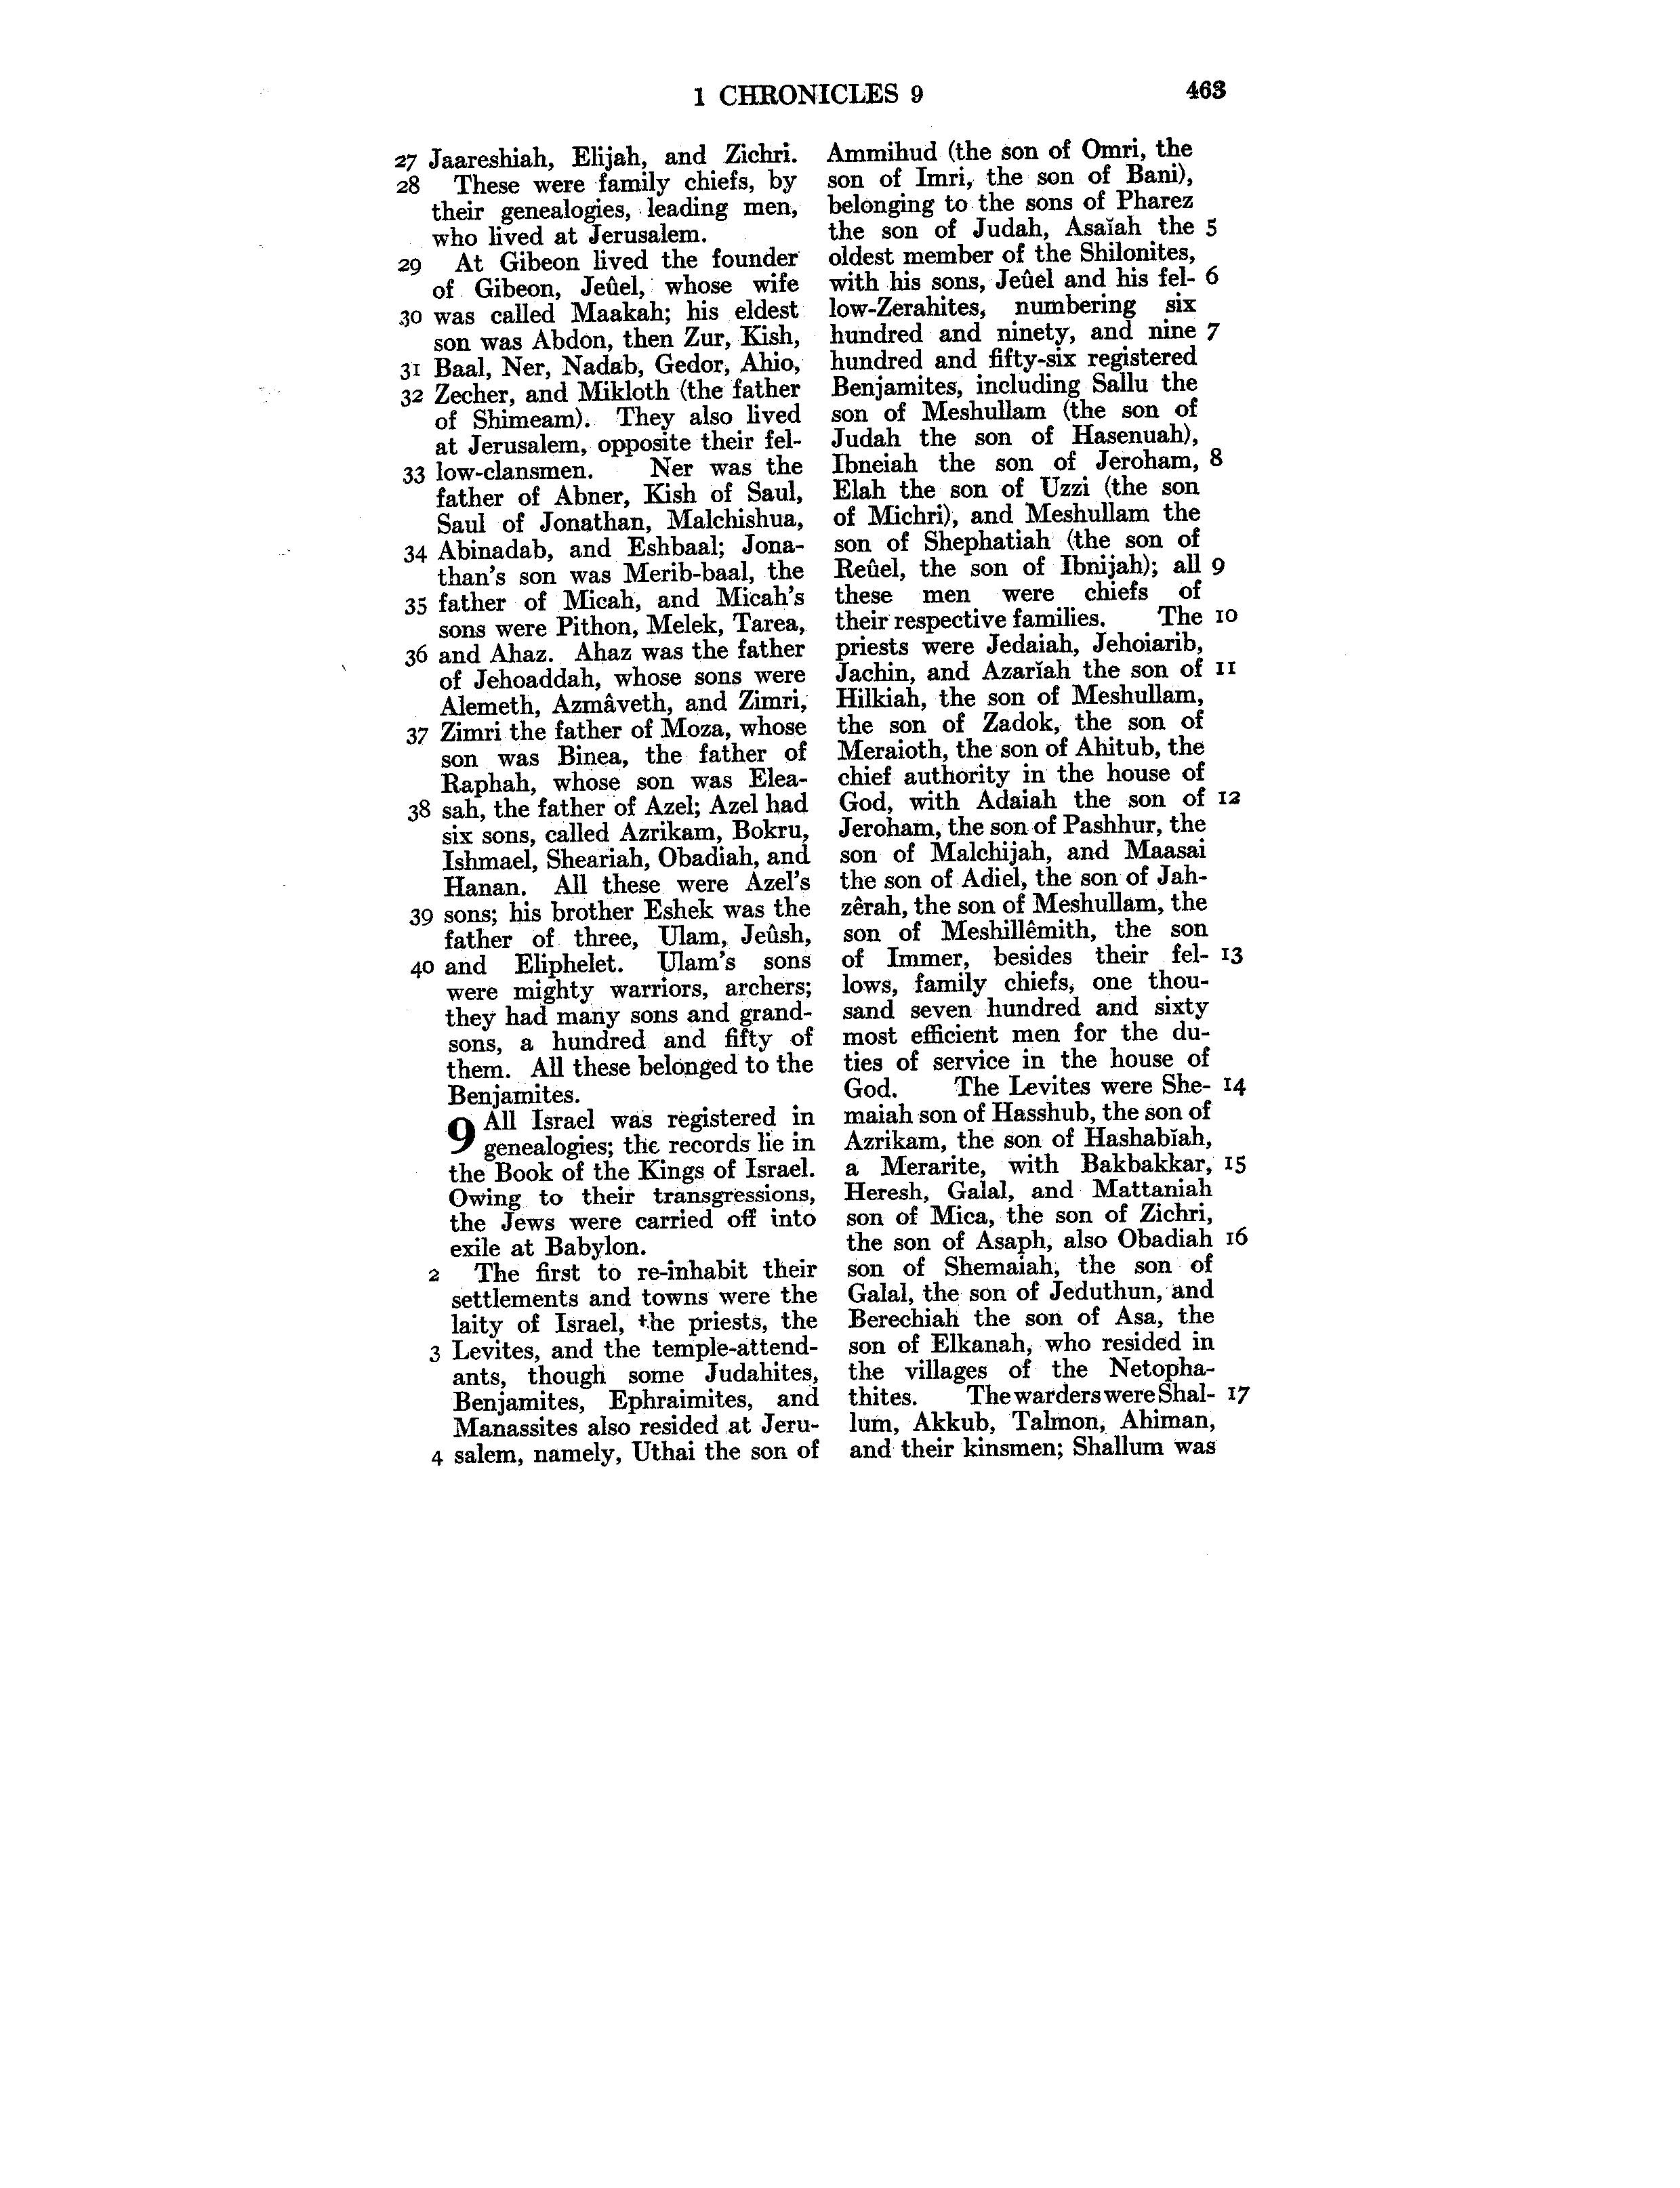 1 CHRONICLES 9 463
27 Jaareshiah, Elijah, and Zichri.
28 These were family chiefs, by
their genealogies, leading men,
who lived at Jerusalem.
29 At Gibeon lived the founder
of Gibeon, Jeûel, whose wife
30 was called Maakah; his eldest
son was Abdon, then Zur, Kish,
31 Baal, Ner, Nadab, Gedor, Ahio,
32 Zecher, and Mikloth (the father
of Shimeam). They also lived
at Jerusalem, opposite their fel-
33 low-clansmen. Ner was the
father of Abner, Kish of Saul,
Saul of Jonathan, Malchishua,
34 Abinadab, and Eshbaal; Jona-
than's son was Merib-baal, the
35 father of Micah, and Micah's
sons were Pithon, Melek, Tarea,
36 and Ahaz. Ahaz was the father
of Jehoaddah, whose sons were
Alemeth, Azmâveth, and Zimri,
37 Zimri the father of Moza, whose
son was Binea, the father of
Raphah, whose son was Elea-
38 sah, the father of Azel; Azel had
six sons, called Azrikam, Bokru,
Ishmael, Sheariah, Obadiah, and
Hanan. All these were Azel's
39 sons; his brother Eshek was the
father of three, Ulam, Jeûsh,
40 and Eliphelet. Ulam's sons
were mighty warriors, archers;
they had many sons and grand-
sons, a hundred and fifty of
them. All these belonged to the
Benjamites.
9 All Israel was registered in
genealogies; the records lie in
the Book of the Kings of Israel.
Owing to their transgressions,
the Jews were carried off into
exile at Babylon.
2 The first to re-inhabit their
settlements and towns were the
laity of Israel, the priests, the
3 Levites, and the temple-attend-
ants, though some Judahites,
Benjamites, Ephraimites, and
Manassites also resided at Jeru-
4 salem, namely, Uthai the son of
Ammihud (the son of Omri, the
son of Imri, the son of Bani),
belonging to the sons of Pharez
the son of Judah, Asaĭah the 5
oldest member of the Shilonites,
with his sons, Jeûel and his fel- 6
low-Zerahites, numbering six
hundred and ninety, and nine 7
hundred and fifty-six registered
Benjamites, including Sallu the
son of Meshullam (the son of
Judah the son of Hasenuah),
Ibneiah the son of Jeroham, 8
Elah the son of Uzzi (the son
of Michri), and Meshullam the
son of Shephatiah (the son of
Reûel, the son of Ibnijah); all 9
these men were chiefs of
their respective families. The 10
priests were Jedaiah, Jehoiarib,
Jachin, and Azarĭah the son of 11
Hilkiah, the son of Meshullam,
the son of Zadok, the son of
Meraioth, the son of Ahitub, the
chief authority in the house of
God, with Adaiah the son of 12
Jeroham, the son of Pashhur, the
son of Malchijah, and Maasai
the son of Adiel, the son of Jah-
zêrah, the son of Meshullam, the
son of Meshillêmith, the son
of Immer, besides their fel- 13
lows, family chiefs, one thou-
sand seven hundred and sixty
most efficient men for the du-
ties of service in the house of
God. The Levites were She- 14
maiah son of Hasshub, the son of
Azrikam, the son of Hashabĭah,
a Merarite, with Bakbakkar, 15
Heresh, Galal, and Mattaniah
son of Mica, the son of Zichri,
the son of Asaph, also Obadiah 16
son of Shemaiah, the son of
Galal, the son of Jeduthun, and
Berechiah the son of Asa, the
son of Elkanah, who resided in
the villages of the Netopha-
thites. The warders were Shal- 17
lum, Akkub, Talmon, Ahiman,
and their kinsmen; Shallum was